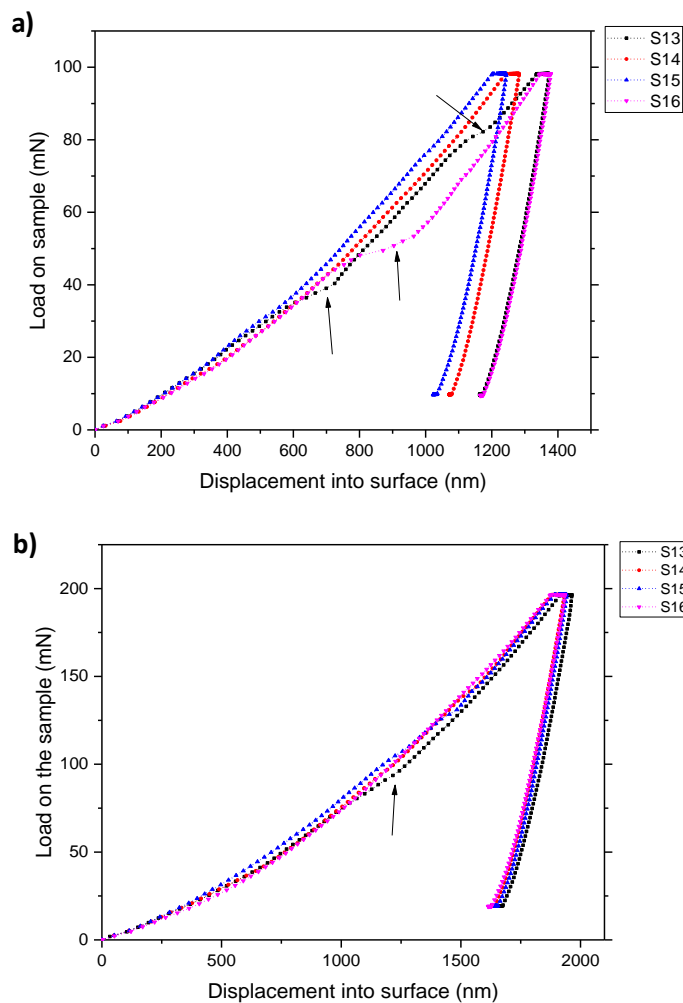 a)
S13
S14
S15
S16
100
80
60
40
20
0
Load on sample (mN)
0 200 400 600 800 1000 1200 1400
Displacement into surface (nm)
b)
S13
S14
S15
S16
200
150
100
50
0
Load on the sample (mN)
0 500 1000 1500 2000
Displacement into surface (nm)